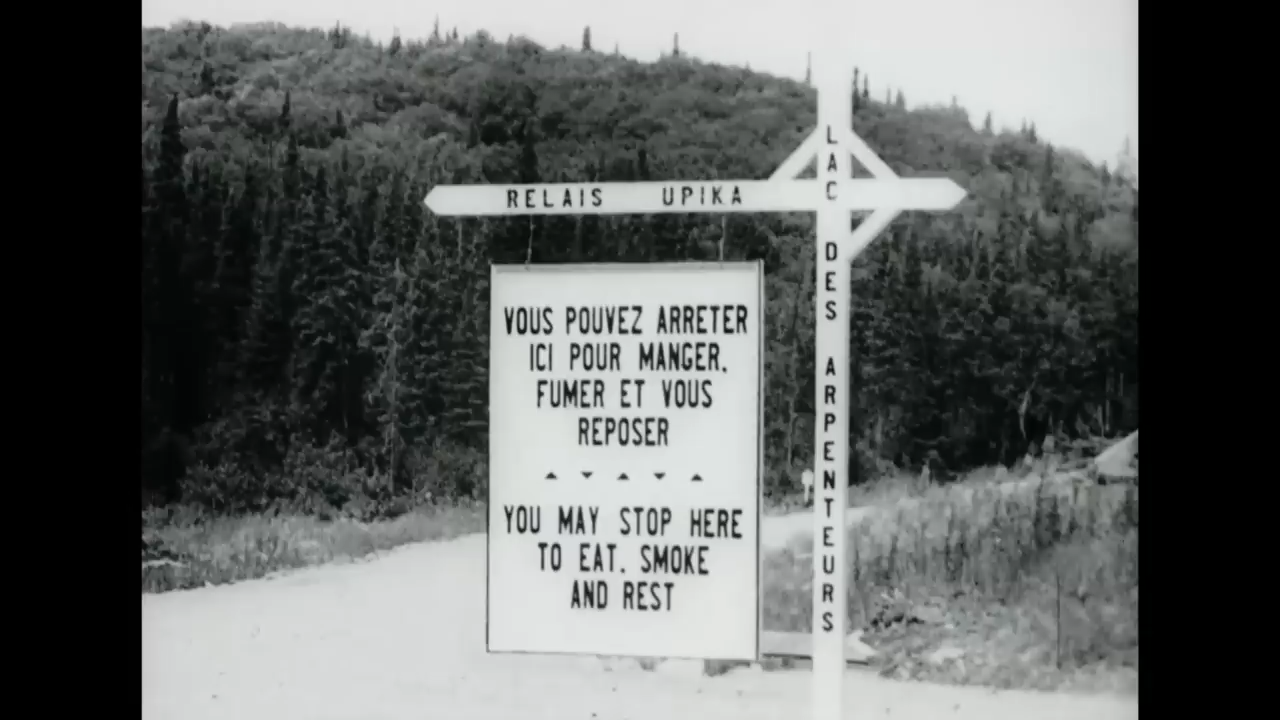 RELAIS UPIKA
LAC DES ARPENTEURS
VOUS POUVEZ ARRETER
ICI POUR MANGER,
FUMER ET VOUS
REPOSER
YOU MAY STOP HERE
TO EAT, SMOKE
AND REST